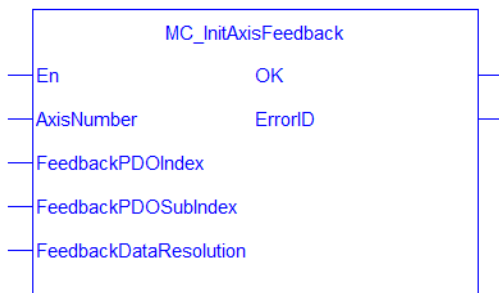 MC_InitAxisFeedback
En OK
AxisNumber ErrorID
FeedbackPDOIndex
FeedbackPDOSubIndex
FeedbackDataResolution